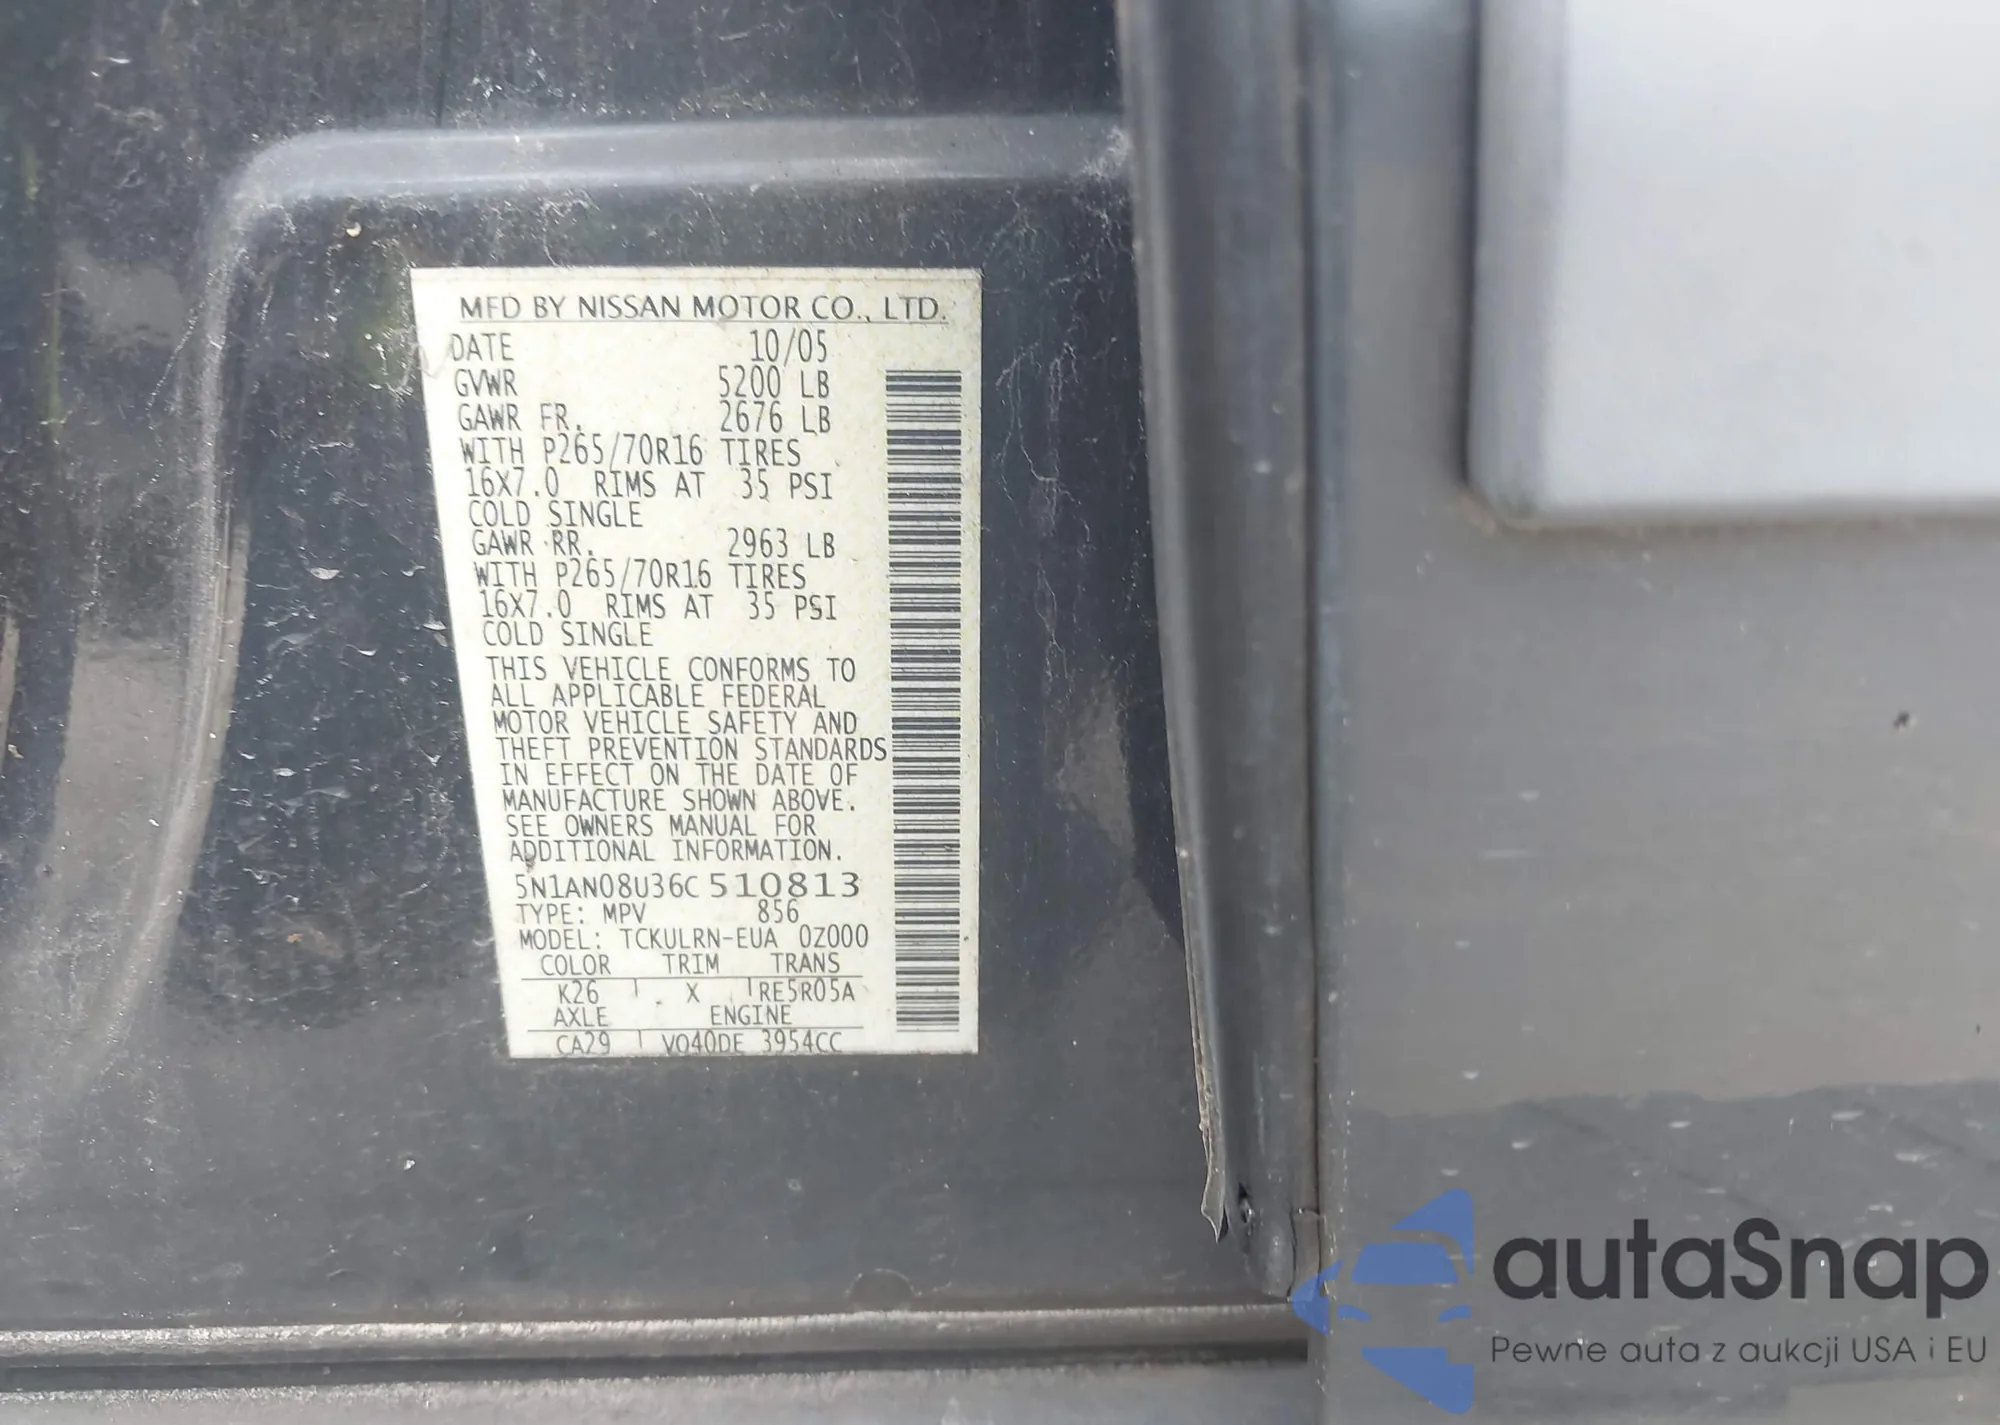 MFD BY NISSAN MOTOR CO., LTD.
DATE 10/05
GVWR 5200 LB
GAWR FR. 2676 LB
WITH P265/70R16 TIRES
16X7.0 RIMS AT 35 PSI
COLD SINGLE
GAWR RR. 2963 LB
WITH P265/70R16 TIRES
16X7.0 RIMS AT 35 PSI
COLD SINGLE
THIS VEHICLE CONFORMS TO
ALL APPLICABLE FEDERAL
MOTOR VEHICLE SAFETY AND
THEFT PREVENTION STANDARDS
IN EFFECT ON THE DATE OF
MANUFACTURE SHOWN ABOVE.
SEE OWNERS MANUAL FOR
ADDITIONAL INFORMATION.
5N1AN08U36C510813
TYPE: MPV 856
MODEL: TCKULRN-EUA 0Z000
COLOR TRIM TRANS
K26 X RE5R05A
AXLE ENGINE
CA29 VQ40DE 3954CC
autaSnap
Pewne auta z aukcji USA i EU